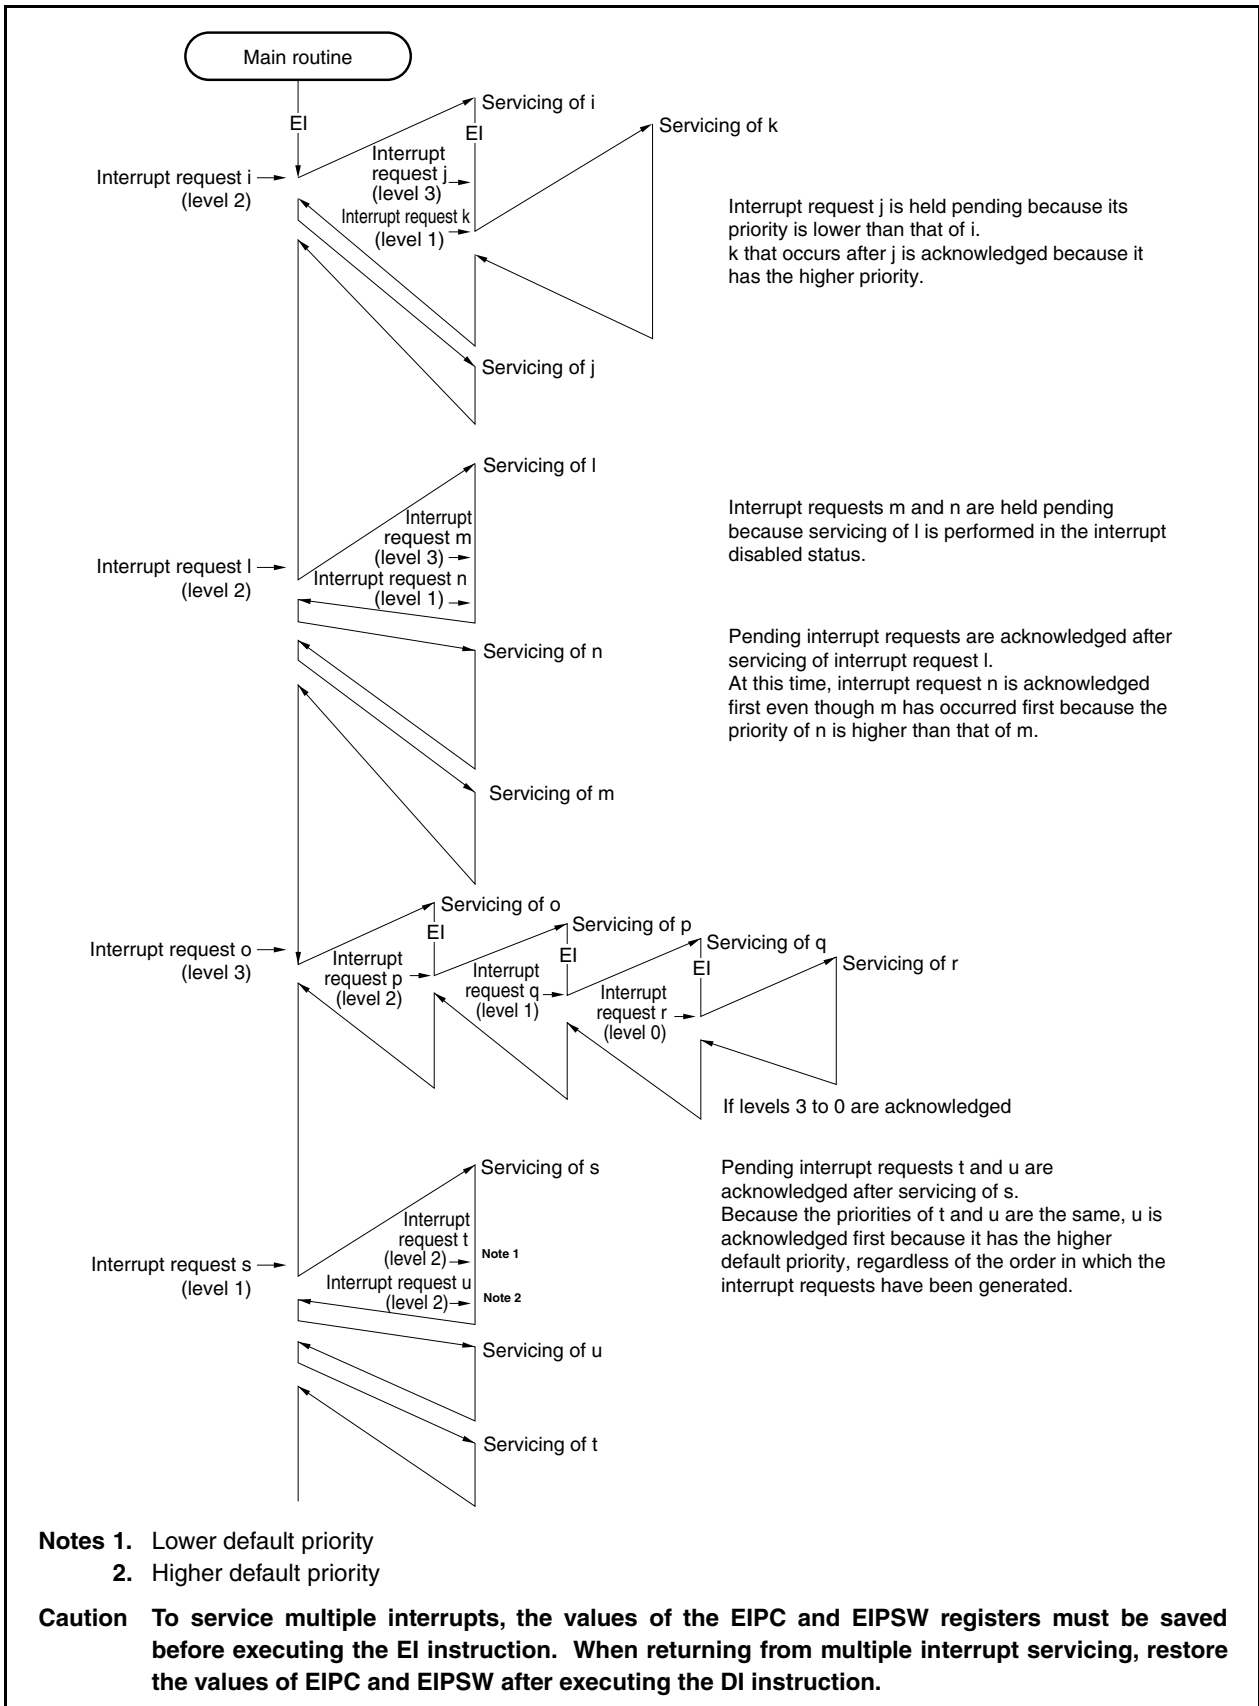 Main routine
EI
Servicing of i
EI
Servicing of k
Interrupt
request j
(level 3)
Interrupt request i
(level 2)
Interrupt request k
(level 1)
Interrupt request j is held pending because its
priority is lower than that of i.
k that occurs after j is acknowledged because it
has the higher priority.
Servicing of j
Servicing of l
Interrupt
request m
(level 3)
Interrupt request l
(level 2)
Interrupt request n
(level 1)
Interrupt requests m and n are held pending
because servicing of l is performed in the interrupt
disabled status.
Servicing of n
Pending interrupt requests are acknowledged after
servicing of interrupt request l.
At this time, interrupt request n is acknowledged
first even though m has occurred first because the
priority of n is higher than that of m.
Servicing of m
Servicing of o
EI
Servicing of p
EI
Servicing of q
EI
Servicing of r
Interrupt request o
(level 3)
Interrupt
request p
(level 2)
Interrupt
request q
(level 1)
Interrupt
request r
(level 0)
If levels 3 to 0 are acknowledged
Servicing of s
Interrupt
request t
(level 2)
Note 1
Interrupt request s
(level 1)
Interrupt request u
(level 2)
Note 2
Pending interrupt requests t and u are
acknowledged after servicing of s.
Because the priorities of t and u are the same, u is
acknowledged first because it has the higher
default priority, regardless of the order in which the
interrupt requests have been generated.
Servicing of u
Servicing of t
Notes 1. Lower default priority
2. Higher default priority
Caution To service multiple interrupts, the values of the EIPC and EIPSW registers must be saved
before executing the EI instruction. When returning from multiple interrupt servicing, restore
the values of EIPC and EIPSW after executing the DI instruction.